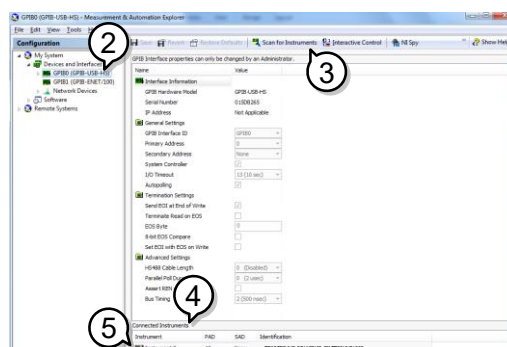 GPIB0 (GPIB-USB-HS) - Measurement & Automation Explorer
File Edit View Tools
2
Configuration
Save Revert Restore Defaults Scan for Instruments Interactive Control NI Spy Show Help
3
My System
Devices and Interfaces
GPIB0 (GPIB-USB-HS)
GPIB1 (GPIB-ENET/100)
Network Devices
Software
Remote Systems
GPIB Interface properties can only be changed by an Administrator.
Name Value
Interface Information
GPIB Hardware Model GPIB-USB-HS
Serial Number 015DB265
IP Address Not Applicable
General Settings
GPIB Interface ID GPIB0
Primary Address 0
Secondary Address None
System Controller
I/O Timeout 13 (10 sec)
Autopolling
Termination Settings
Send EOI at End of Write
Terminate Read on EOS
EOS Byte 0
8-bit EOS Compare
Set EOI with EOS on Write
Advanced Settings
HS488 Cable Length 0 (Disabled)
Parallel Poll 0 (2 usec)
Assert REN
Bus Timing 2 (500 nsec)
4
Connected Instruments
5
Instrument PAD SAD Identification